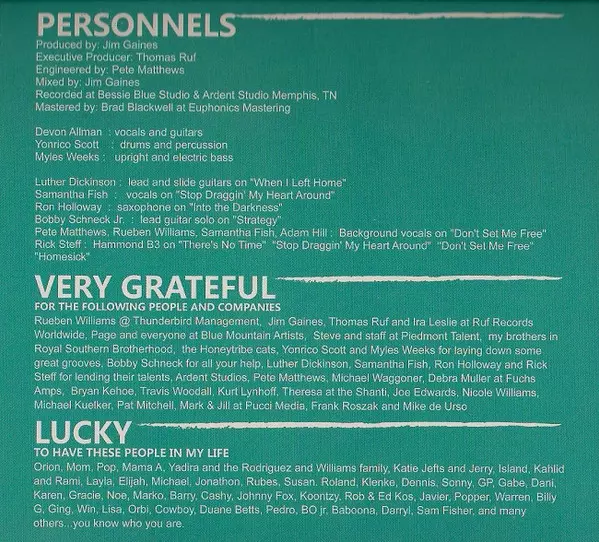 PERSONNELS
Produced by: Jim Gaines
Executive Producer: Thomas Ruf
Engineered by: Pete Matthews
Mixed by: Jim Gaines
Recorded at Bessie Blue Studio & Ardent Studio Memphis, TN
Mastered by: Brad Blackwell at Euphonics Mastering
Devon Allman : vocals and guitars
Yonrico Scott : drums and percussion
Myles Weeks : upright and electric bass
Luther Dickinson : lead and slide guitars on "When I Left Home"
Samantha Fish : vocals on "Stop Draggin' My Heart Around"
Ron Holloway : saxophone on "Into the Darkness"
Bobby Schneck Jr. : lead guitar solo on "Strategy"
Pete Matthews, Rueben Williams, Samantha Fish, Adam Hill : Background vocals on "Don't Set Me Free"
Rick Steff : Hammond B3 on "There's No Time" "Stop Draggin' My Heart Around" "Don't Set Me Free"
"Homesick"
VERY GRATEFUL
FOR THE FOLLOWING PEOPLE AND COMPANIES
Rueben Williams @ Thunderbird Management, Jim Gaines, Thomas Ruf and Ira Leslie at Ruf Records
Worldwide, Page and everyone at Blue Mountain Artists, Steve and staff at Piedmont Talent, my brothers in
Royal Southern Brotherhood, the Honeytribe cats, Yonrico Scott and Myles Weeks for laying down some
great grooves, Bobby Schneck for all your help, Luther Dickinson, Samantha Fish, Ron Holloway and Rick
Steff for lending their talents, Ardent Studios, Pete Matthews, Michael Waggoner, Debra Muller at Fuchs
Amps, Bryan Kehoe, Travis Woodall, Kurt Lynhoff, Theresa at the Shanti, Joe Edwards, Nicole Williams,
Michael Kuelker, Pat Mitchell, Mark & Jill at Pucci Media, Frank Roszak and Mike de Urso
LUCKY
TO HAVE THESE PEOPLE IN MY LIFE
Orion, Mom, Pop, Mama A, Yadira and the Rodriguez and Williams family, Katie Jefts and Jerry, Island, Kahlid
and Rami, Layla, Elijah, Michael, Jonathon, Rubes, Susan, Roland, Klenke, Dennis, Sonny, GP, Gabe, Dani,
Karen, Gracie, Noe, Marko, Barry, Cashy, Johnny Fox, Koontzy, Rob & Ed Kos, Javier, Popper, Warren, Billy
G, Ging, Win, Lisa, Orbi, Cowboy, Duane Betts, Pedro, BO jr, Baboona, Darryl, Sam Fisher, and many
others...you know who you are.